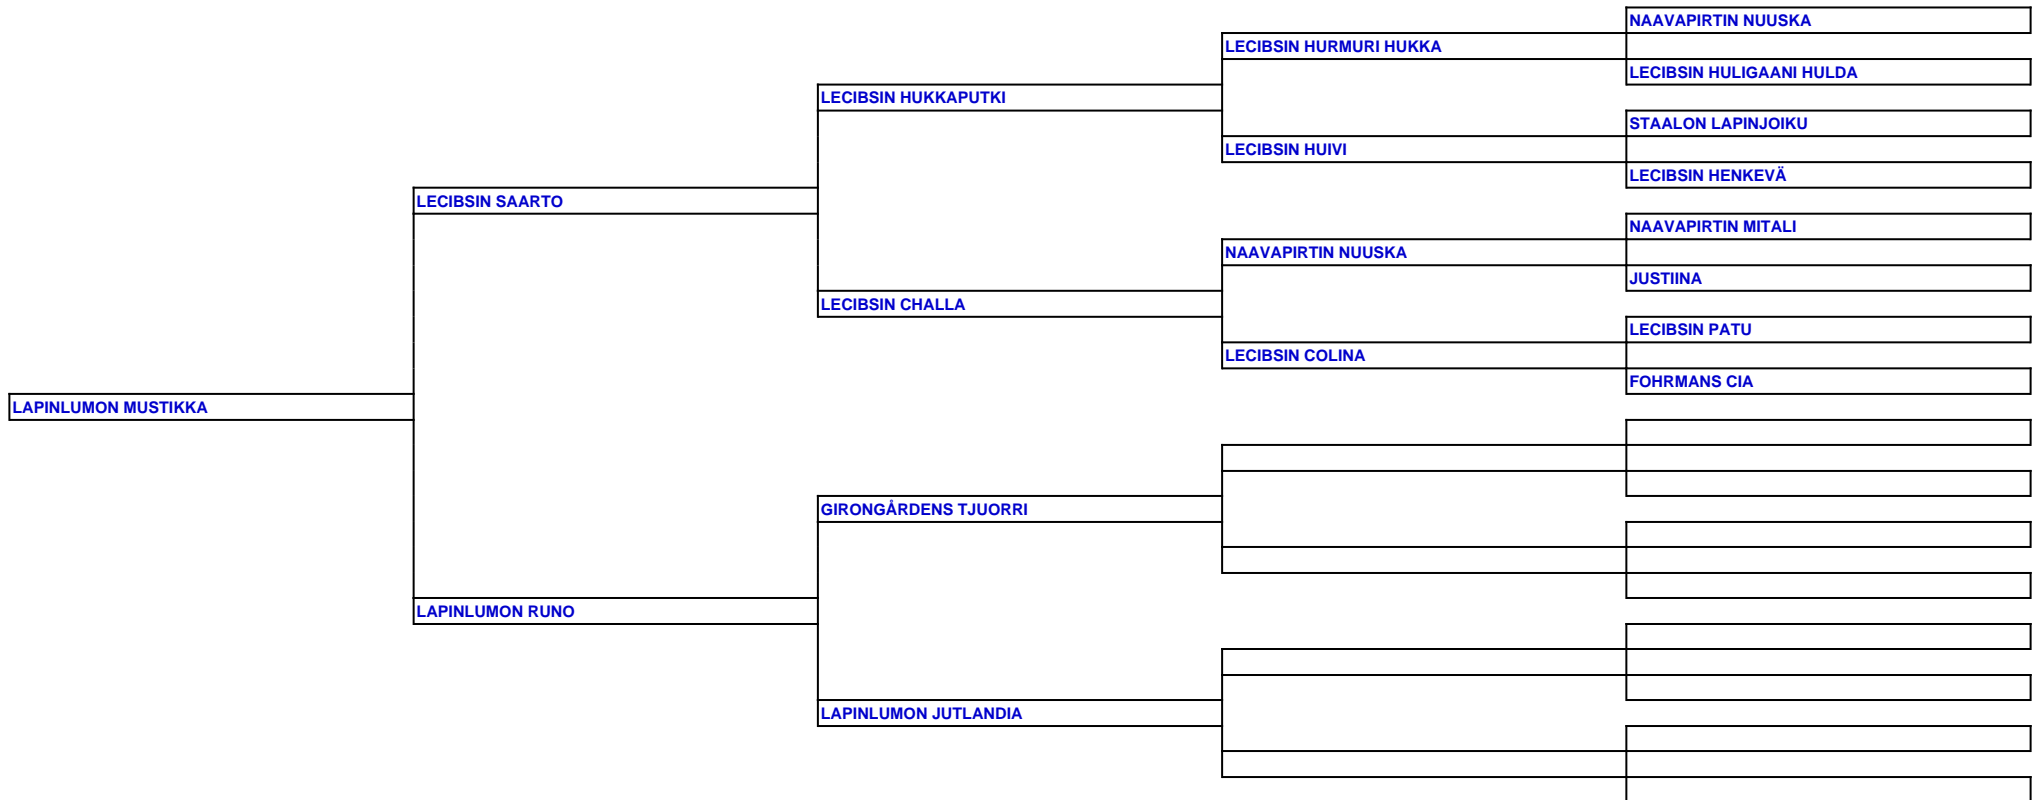 NAAVAPIRTIN NUUSKA
LECIBSIN HURMURI HUKKA
LECIBSIN HULIGAANI HULDA
LECIBSIN HUKKAPUTKI
STAALON LAPINJOIKU
LECIBSIN HUIVI
LECIBSIN HENKEVÄ
LECIBSIN SAARTO
NAAVAPIRTIN MITALI
NAAVAPIRTIN NUUSKA
JUSTIINA
LECIBSIN CHALLA
LECIBSIN PATU
LECIBSIN COLINA
FOHRMANS CIA
LAPINLUMON MUSTIKKA
GIRONGÅRDENS TJUORRI
LAPINLUMON RUNO
LAPINLUMON JUTLANDIA